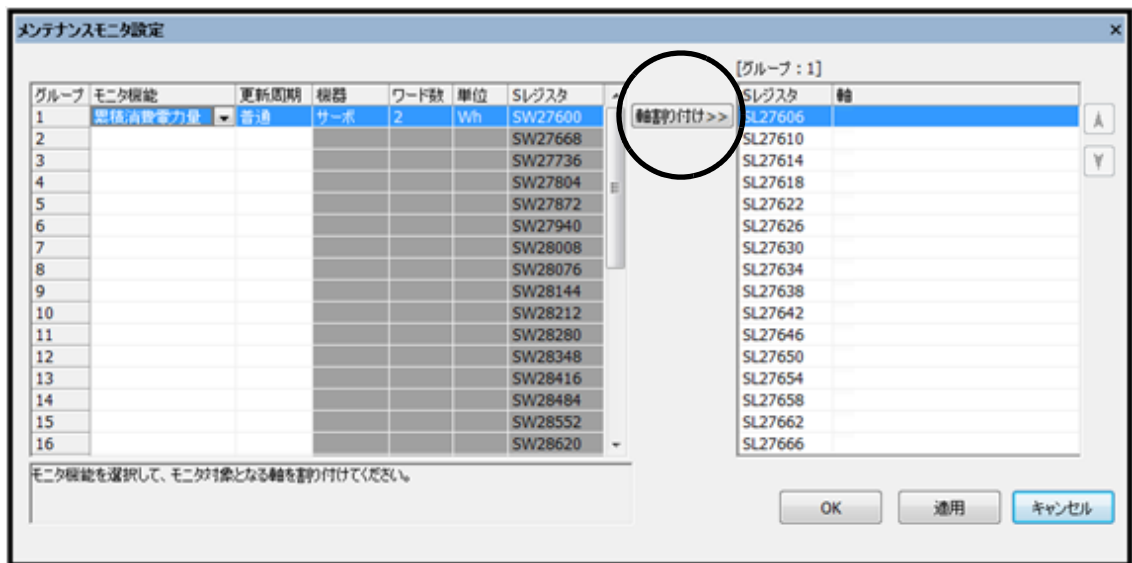 メンテナンスモニタ設定
[グループ : 1]
グループ モニタ機能 更新周期 機器 ワード数 単位 Sレジスタ
1 累積消費電力量 普通 サーボ 2 Wh SW27600
2 SW27668
3 SW27736
4 SW27804
5 SW27872
6 SW27940
7 SW28008
8 SW28076
9 SW28144
10 SW28212
11 SW28280
12 SW28348
13 SW28416
14 SW28484
15 SW28552
16 SW28620
軸割り付け>>
Sレジスタ 軸
SL27606
SL27610
SL27614
SL27618
SL27622
SL27626
SL27630
SL27634
SL27638
SL27642
SL27646
SL27650
SL27654
SL27658
SL27662
SL27666
モニタ機能を選択して、モニタ対象となる軸を割り付けてください。
OK 適用 キャンセル